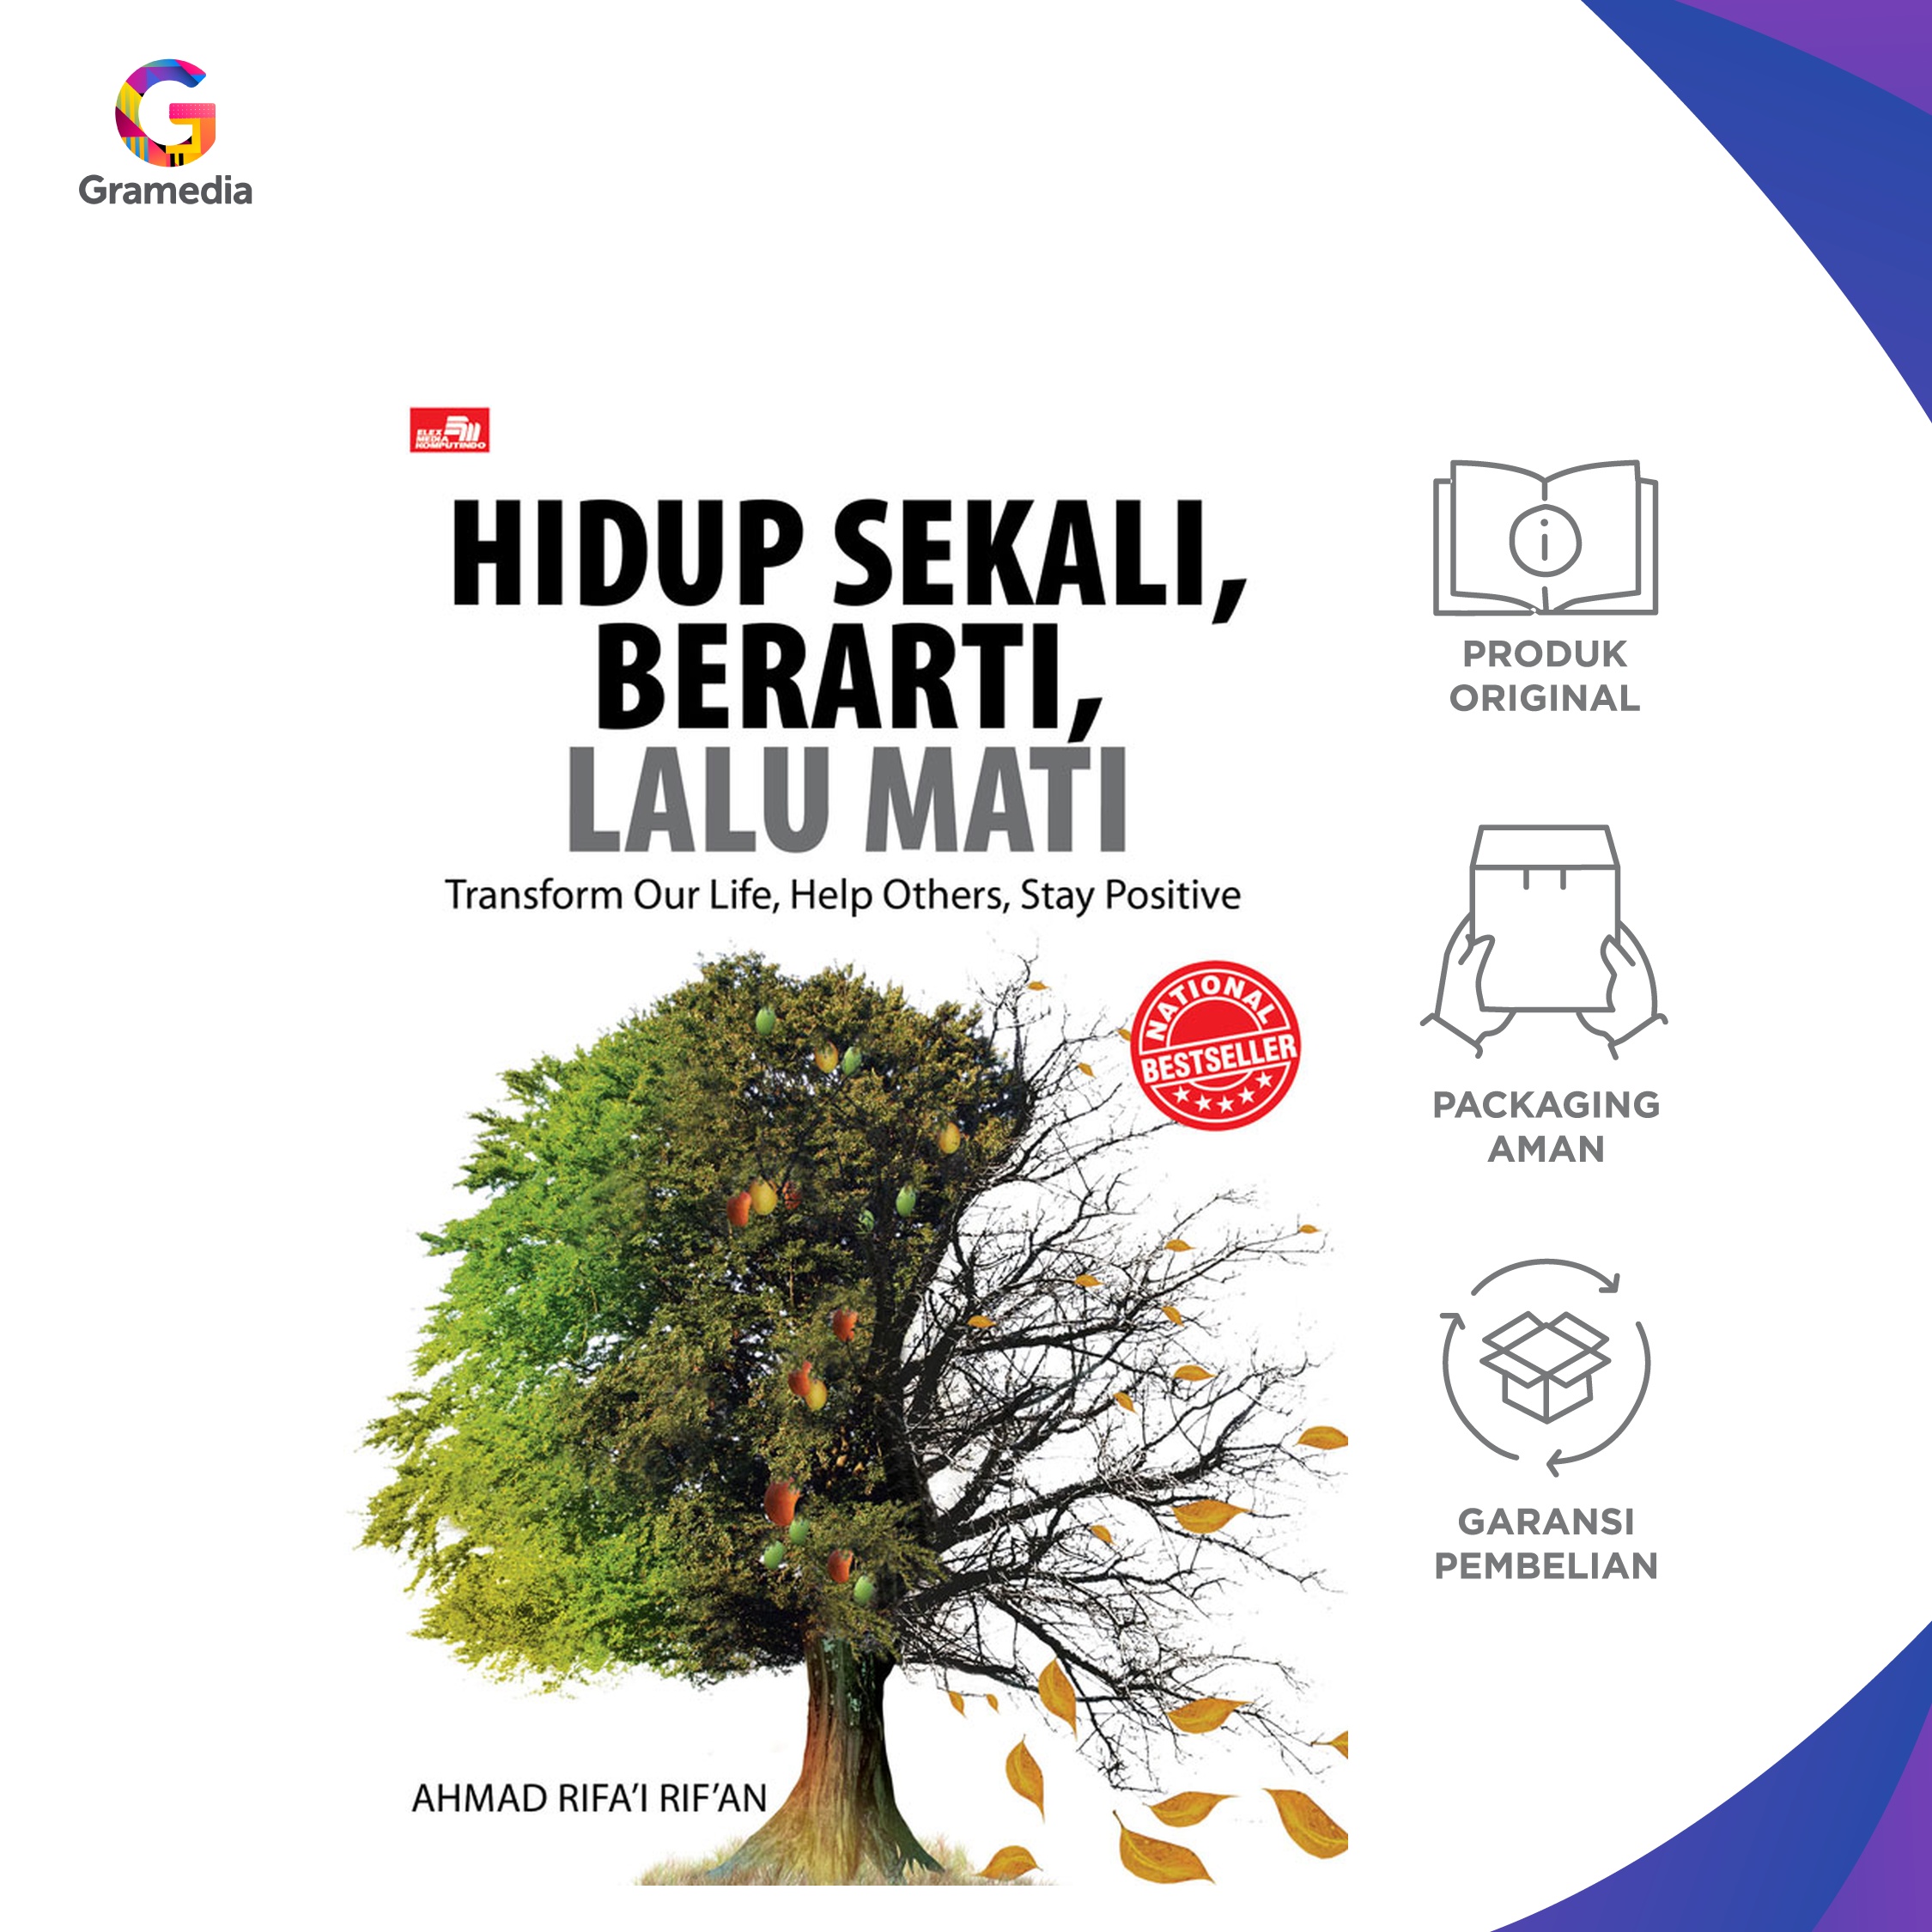 Gramedia
ELEX
MEDIA
KOMPUTINDO
HIDUP SEKALI,
BERARTI,
LALU MATI
Transform Our Life, Help Others, Stay Positive
NATIONAL
BESTSELLER
AHMAD RIFA'I RIF'AN
PRODUK
ORIGINAL
PACKAGING
AMAN
GARANSI
PEMBELIAN